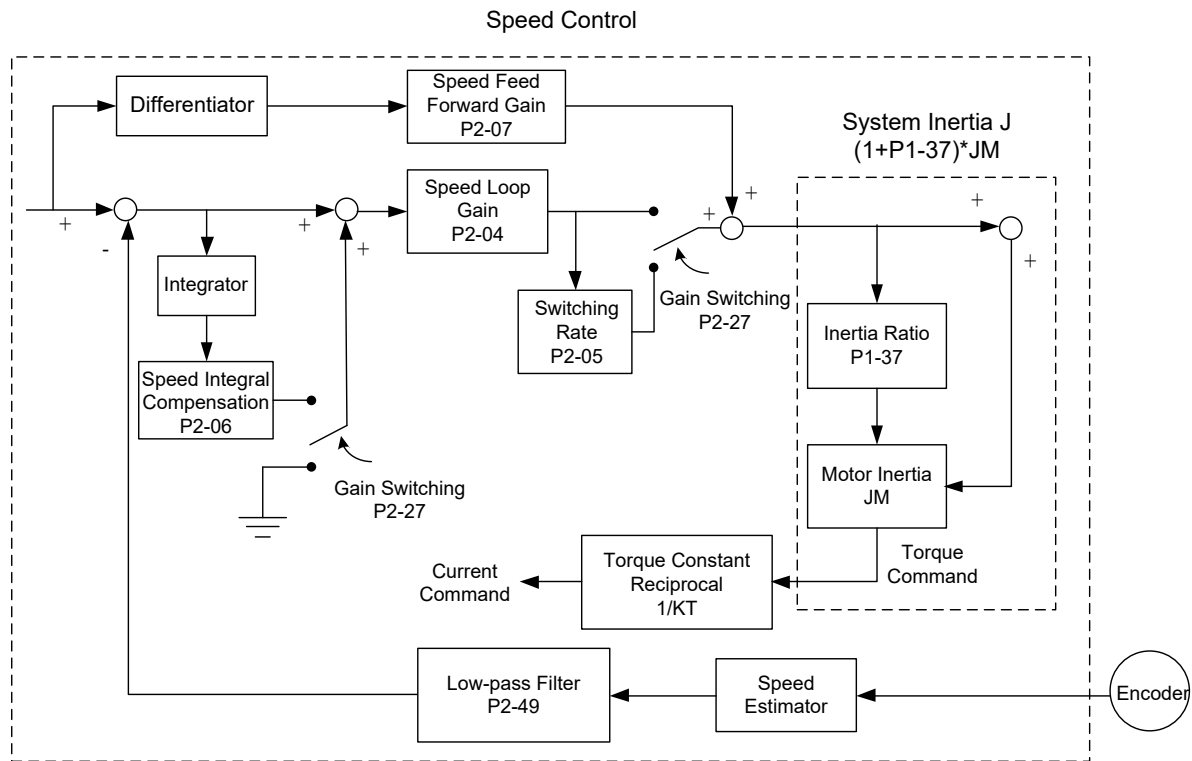 Speed Control
Differentiator
Speed Feed
Forward Gain
P2-07
System Inertia J
(1+P1-37)*JM
+
-
+
+
Speed Loop
Gain
P2-04
+
+
+
+
Integrator
Switching
Rate
P2-05
Gain Switching
P2-27
Inertia Ratio
P1-37
Speed Integral
Compensation
P2-06
Gain Switching
P2-27
Motor Inertia
JM
Current
Command
Torque Constant
Reciprocal
1/KT
Torque
Command
Low-pass Filter
P2-49
Speed
Estimator
Encoder